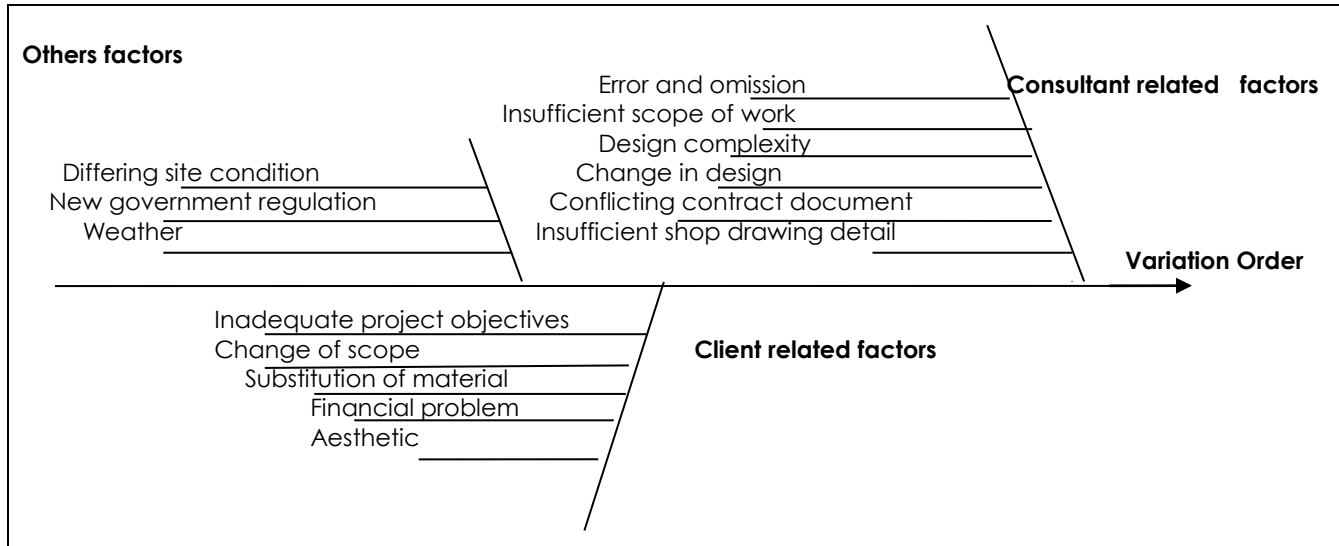 Others factors
Error and omission
Consultant related factors
Insufficient scope of work
Design complexity
Differing site condition
Change in design
New government regulation
Conflicting contract document
Weather
Insufficient shop drawing detail
Variation Order
Inadequate project objectives
Change of scope
Client related factors
Substitution of material
Financial problem
Aesthetic